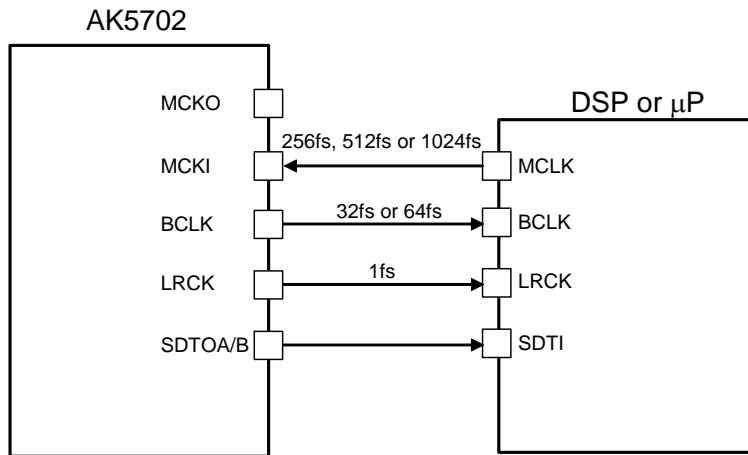 AK5702
DSP or μP
MCKO
256fs, 512fs or 1024fs
MCKI
MCLK
32fs or 64fs
BCLK
BCLK
1fs
LRCK
LRCK
SDTOA/B
SDTI